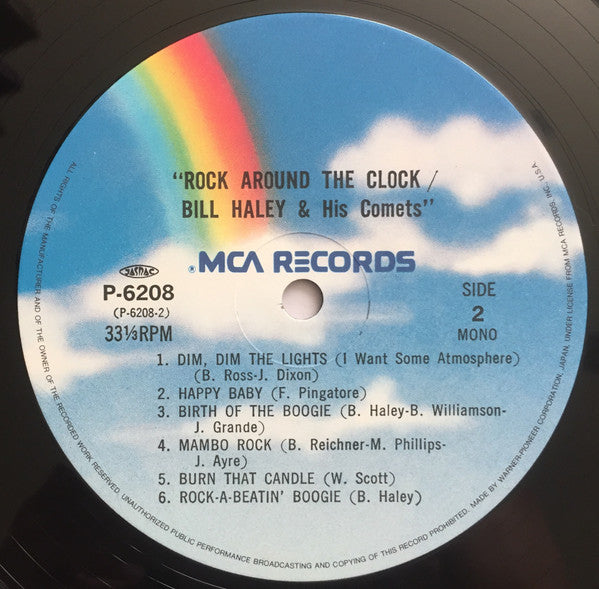 "ROCK AROUND THE CLOCK /
BILL HALEY & His Comets"
® MCA RECORDS
JASRAC
P-6208
(P-6208-2)
33⅓RPM
SIDE
2
MONO
1. DIM, DIM THE LIGHTS (I Want Some Atmosphere)
(B. Ross-J. Dixon)
2. HAPPY BABY (F. Pingatore)
3. BIRTH OF THE BOOGIE (B. Haley-B. Williamson-
J. Grande)
4. MAMBO ROCK (B. Reichner-M. Phillips-
J. Ayre)
5. BURN THAT CANDLE (W. Scott)
6. ROCK-A-BEATIN' BOOGIE (B. Haley)
ALL RIGHTS OF THE MANUFACTURER AND OF THE OWNER OF THE RECORDED WORK RESERVED. UNAUTHORIZED PUBLIC PERFORMANCE BROADCASTING AND COPYING OF THIS RECORD PROHIBITED. MADE BY WARNER-PIONEER CORPORATION, JAPAN, UNDER LICENSE FROM MCA RECORDS, INC. U.S.A.